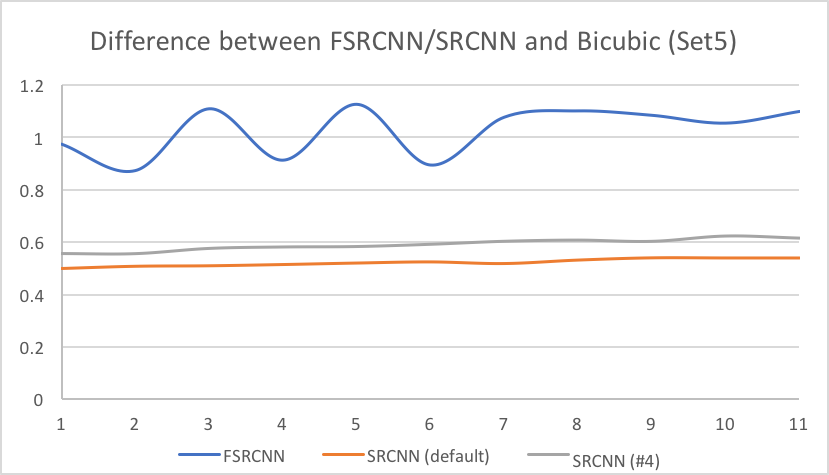 Difference between FSRCNN/SRCNN and Bicubic (Set5)
1.2
1
0.8
0.6
0.4
0.2
0
1 2 3 4 5 6 7 8 9 10 11
FSRCNN SRCNN (default) SRCNN (#4)